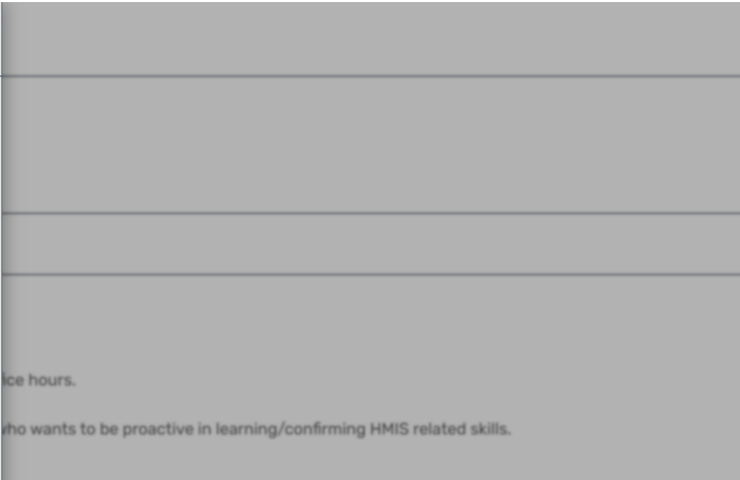 ice hours.
who wants to be proactive in learning/confirming HMIS related skills.